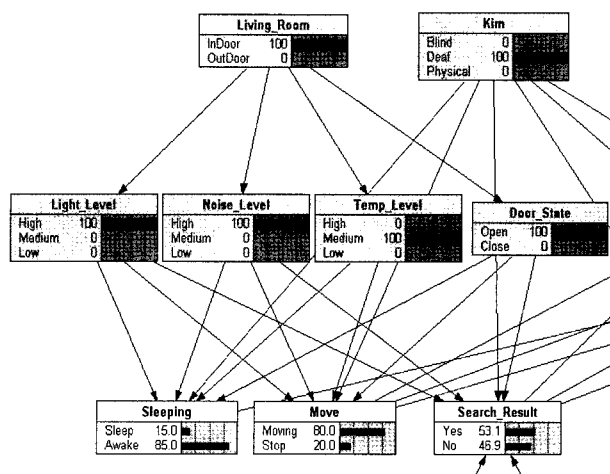 Living_Room
InDoor 100
OutDoor 0
Kim
Blind 0
Deaf 100
Physical 0
Light_Level
High 100
Medium 0
Low 0
Noise_Level
High 100
Medium 0
Low 0
Temp_Level
High 0
Medium 100
Low 0
Door_State
Open 100
Close 0
Sleeping
Sleep 15.0
Awake 85.0
Move
Moving 80.0
Stop 20.0
Search_Result
Yes 53.1
No 46.9